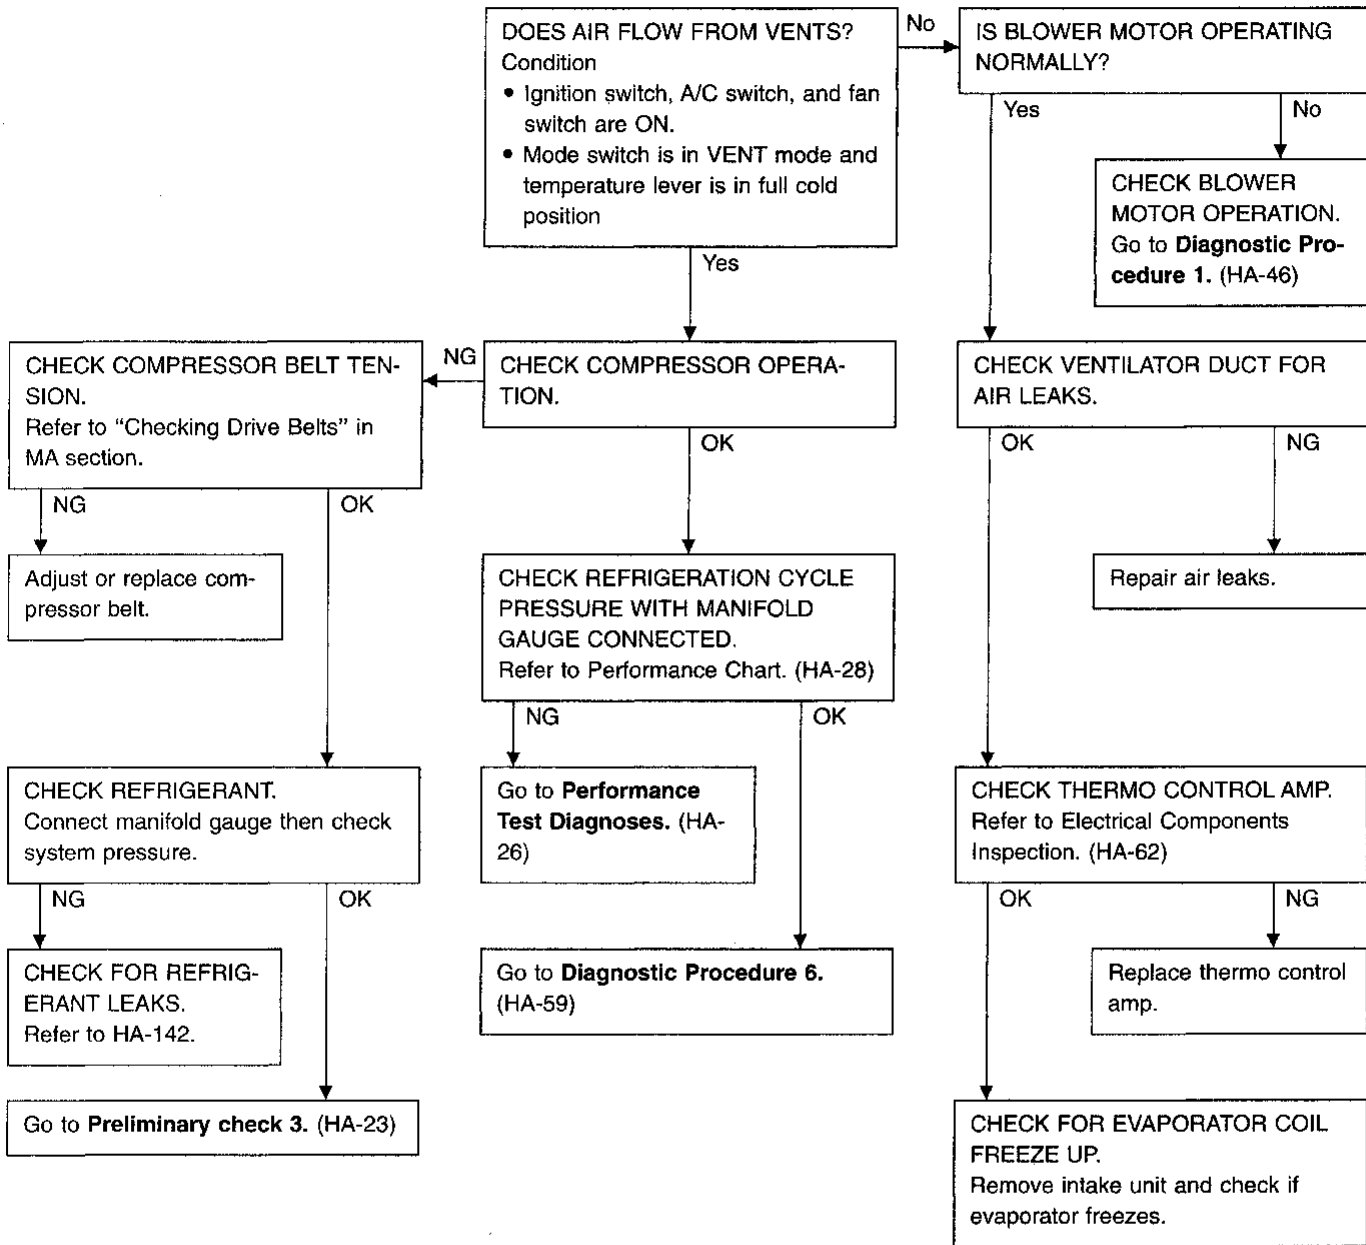 DOES AIR FLOW FROM VENTS?
Condition
• Ignition switch, A/C switch, and fan
switch are ON.
• Mode switch is in VENT mode and
temperature lever is in full cold
position
No
IS BLOWER MOTOR OPERATING
NORMALLY?
Yes
No
CHECK BLOWER
MOTOR OPERATION.
Go to Diagnostic Pro-
cedure 1. (HA-46)
Yes
CHECK COMPRESSOR BELT TEN-
SION.
Refer to “Checking Drive Belts” in
MA section.
NG
CHECK COMPRESSOR OPERA-
TION.
CHECK VENTILATOR DUCT FOR
AIR LEAKS.
OK
OK
NG
NG
OK
Adjust or replace com-
pressor belt.
CHECK REFRIGERATION CYCLE
PRESSURE WITH MANIFOLD
GAUGE CONNECTED.
Refer to Performance Chart. (HA-28)
Repair air leaks.
NG
OK
CHECK REFRIGERANT.
Connect manifold gauge then check
system pressure.
Go to Performance
Test Diagnoses. (HA-
26)
CHECK THERMO CONTROL AMP.
Refer to Electrical Components
Inspection. (HA-62)
NG
OK
OK
NG
CHECK FOR REFRIG-
ERANT LEAKS.
Refer to HA-142.
Go to Diagnostic Procedure 6.
(HA-59)
Replace thermo control
amp.
Go to Preliminary check 3. (HA-23)
CHECK FOR EVAPORATOR COIL
FREEZE UP.
Remove intake unit and check if
evaporator freezes.